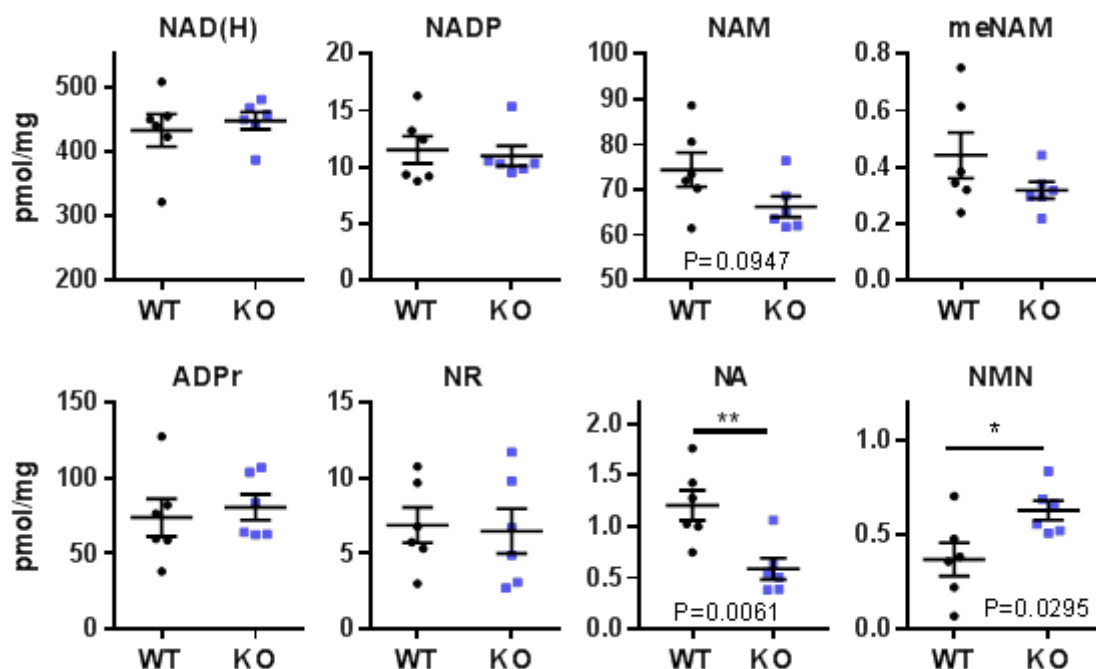 NAD(H) NADP NAM meNAM
500 20 100 0.8
400 15 90 0.6
300 10 80 0.4
200 5 70 0.2
0 60 0.0
50
pmol/mg
P=0.0947
WT KO WT KO WT KO WT KO
ADPr NR NA NMN
150 15 2.0 1.0
100 10 1.5 0.5
50 5 1.0 0.0
0 0 0.5
0.0
pmol/mg
** *
P=0.0061 P=0.0295
WT KO WT KO WT KO WT KO